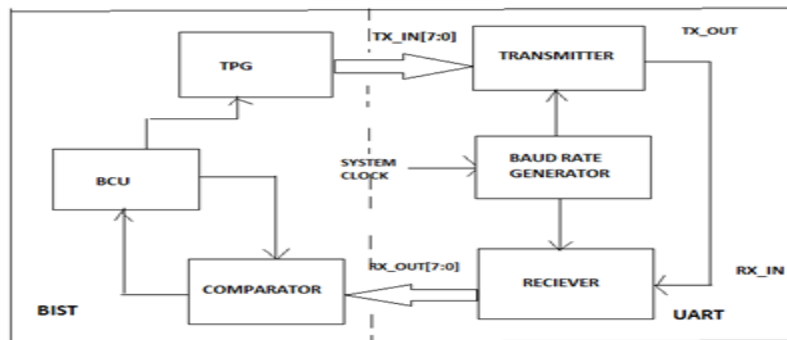 TX_IN[7:0]
TX_OUT
TPG
TRANSMITTER
SYSTEM
CLOCK
BAUD RATE
GENERATOR
BCU
RX_OUT[7:0]
RX_IN
COMPARATOR
RECIEVER
BIST
UART